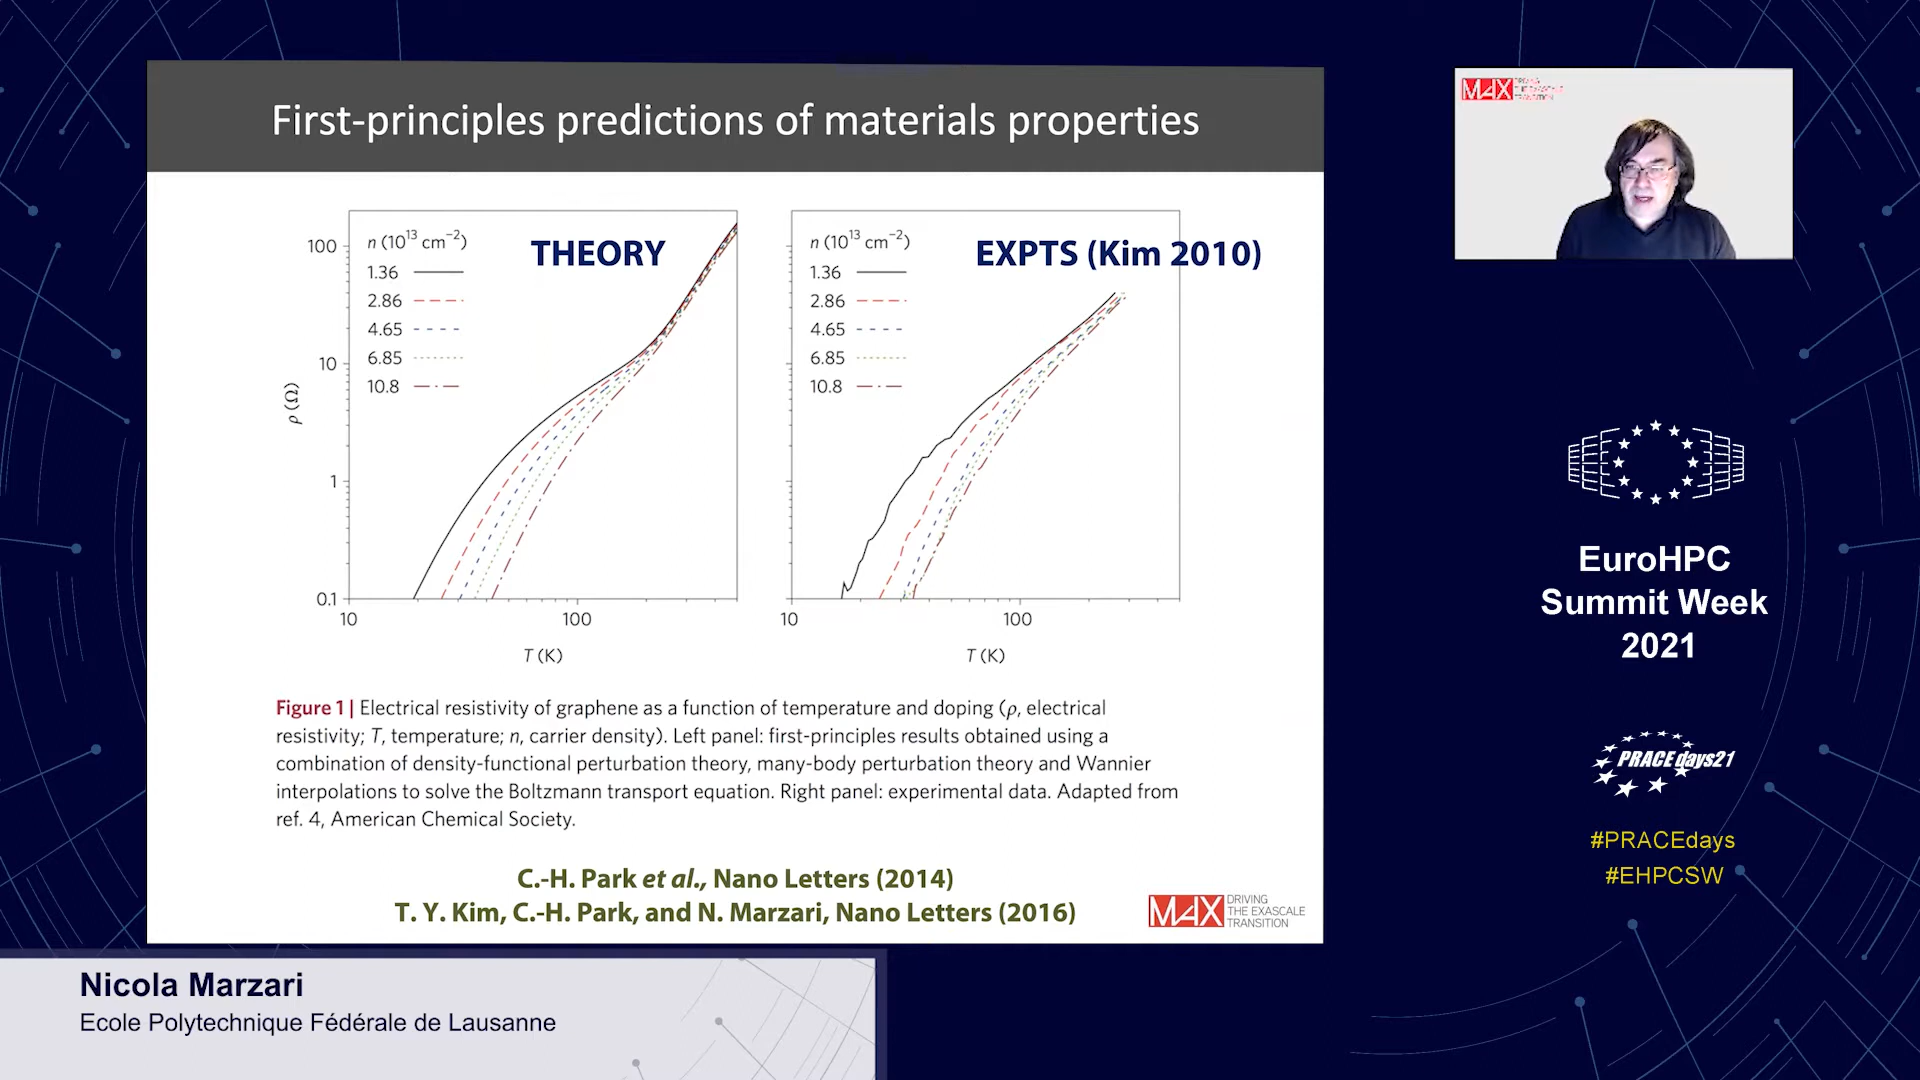 First-principles predictions of materials properties
n (10¹³ cm⁻²)
1.36
2.86
4.65
6.85
10.8
THEORY
100
10
1
0.1
ρ (Ω)
10
100
T (K)
n (10¹³ cm⁻²)
1.36
2.86
4.65
6.85
10.8
EXPTS (Kim 2010)
10
100
T (K)
Figure 1 | Electrical resistivity of graphene as a function of temperature and doping (ρ, electrical
resistivity; T, temperature; n, carrier density). Left panel: first-principles results obtained using a
combination of density-functional perturbation theory, many-body perturbation theory and Wannier
interpolations to solve the Boltzmann transport equation. Right panel: experimental data. Adapted from
ref. 4, American Chemical Society.
C.-H. Park et al., Nano Letters (2014)
T. Y. Kim, C.-H. Park, and N. Marzari, Nano Letters (2016)
MAX
DRIVING
THE EXASCALE
TRANSITION
MAX
EuroHPC
Summit Week
2021
PRACEdays21
#PRACEdays
#EHPCSW
Nicola Marzari
Ecole Polytechnique Fédérale de Lausanne